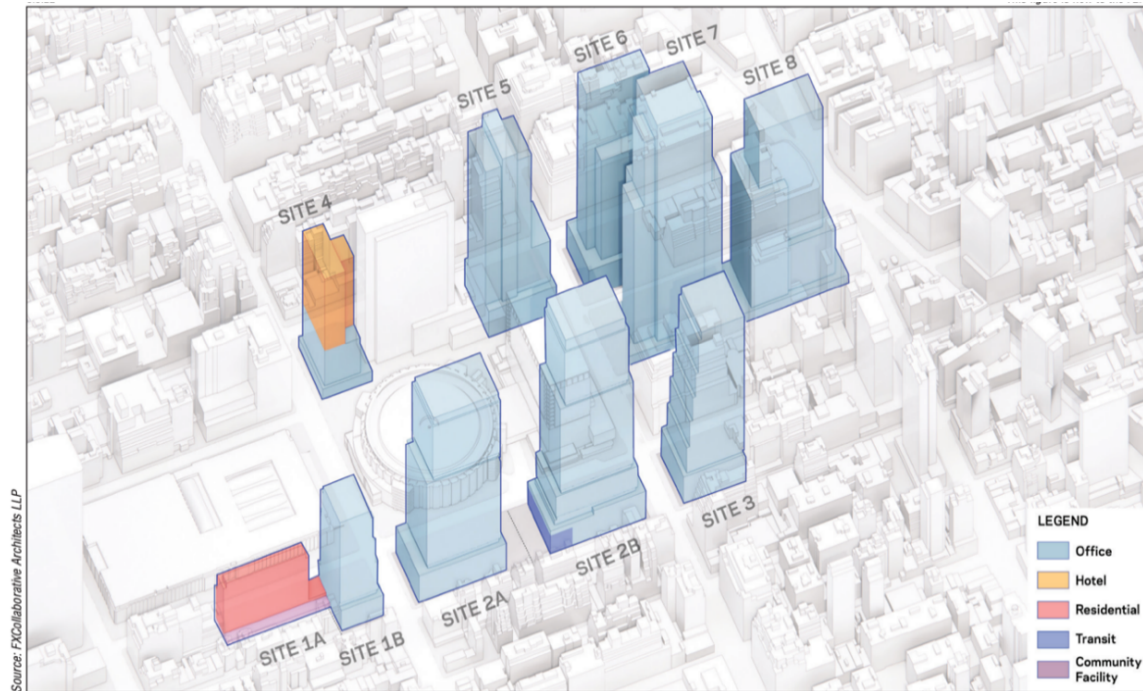 SITE 6
SITE 7
SITE 5
SITE 8
SITE 4
SITE 3
SITE 2B
SITE 2A
SITE 1A
SITE 1B
LEGEND
Office
Hotel
Residential
Transit
Community
Facility
Source: FXCollaborative Architects LLP